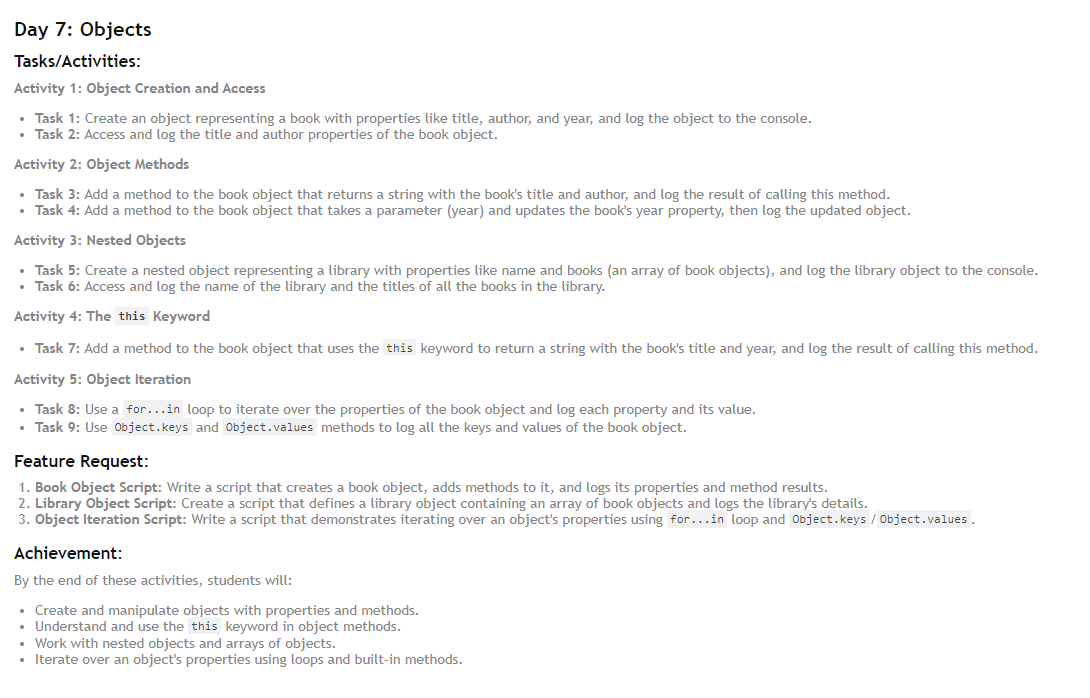 Day 7: Objects
Tasks/Activities:
Activity 1: Object Creation and Access
• Task 1: Create an object representing a book with properties like title, author, and year, and log the object to the console.
• Task 2: Access and log the title and author properties of the book object.
Activity 2: Object Methods
• Task 3: Add a method to the book object that returns a string with the book's title and author, and log the result of calling this method.
• Task 4: Add a method to the book object that takes a parameter (year) and updates the book's year property, then log the updated object.
Activity 3: Nested Objects
• Task 5: Create a nested object representing a library with properties like name and books (an array of book objects), and log the library object to the console.
• Task 6: Access and log the name of the library and the titles of all the books in the library.
Activity 4: The this Keyword
• Task 7: Add a method to the book object that uses the this keyword to return a string with the book's title and year, and log the result of calling this method.
Activity 5: Object Iteration
• Task 8: Use a for...in loop to iterate over the properties of the book object and log each property and its value.
• Task 9: Use Object.keys and Object.values methods to log all the keys and values of the book object.
Feature Request:
1. Book Object Script: Write a script that creates a book object, adds methods to it, and logs its properties and method results.
2. Library Object Script: Create a script that defines a library object containing an array of book objects and logs the library's details.
3. Object Iteration Script: Write a script that demonstrates iterating over an object's properties using for...in loop and Object.keys/Object.values.
Achievement:
By the end of these activities, students will:
• Create and manipulate objects with properties and methods.
• Understand and use the this keyword in object methods.
• Work with nested objects and arrays of objects.
• Iterate over an object's properties using loops and built-in methods.